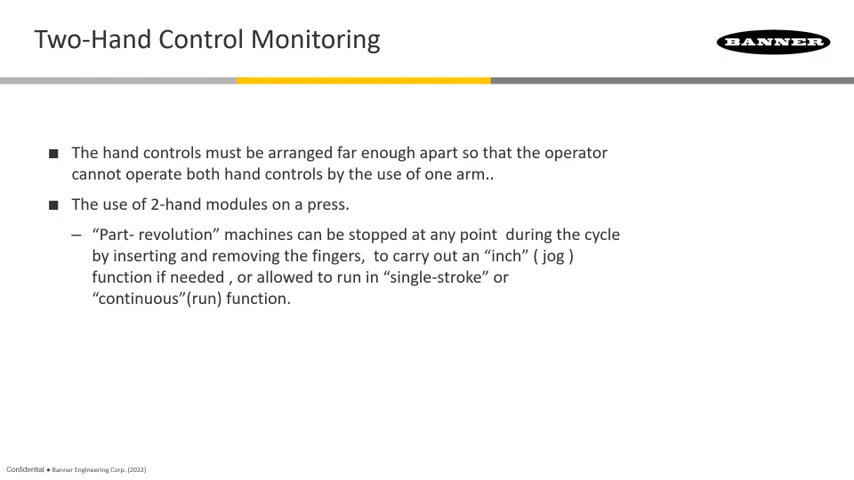 Two-Hand Control Monitoring
BANNER
■ The hand controls must be arranged far enough apart so that the operator
cannot operate both hand controls by the use of one arm..
■ The use of 2-hand modules on a press.
– “Part- revolution” machines can be stopped at any point  during the cycle
by inserting and removing the fingers,  to carry out an “inch” ( jog )
function if needed , or allowed to run in “single-stroke” or
“continuous”(run) function.
Confidential ● Banner Engineering Corp. (2022)